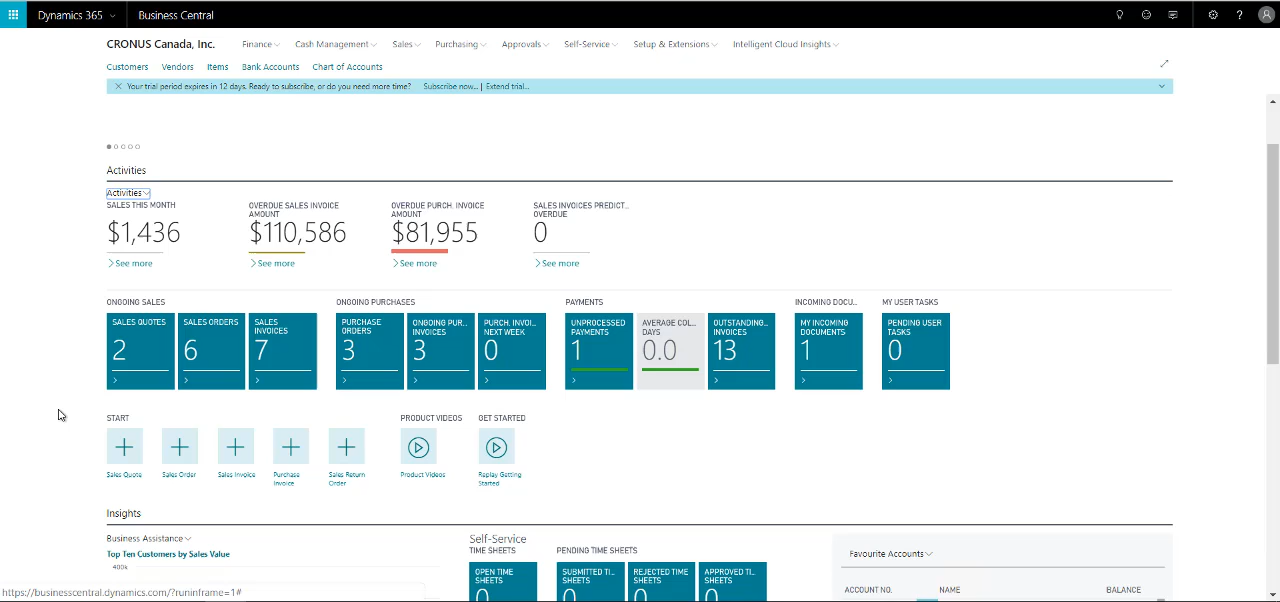 Dynamics 365 Business Central
CRONUS Canada, Inc. Finance Cash Management Sales Purchasing Approvals Self-Service Setup & Extensions Intelligent Cloud Insights
Customers Vendors Items Bank Accounts Chart of Accounts
Your trial period expires in 12 days. Ready to subscribe, or do you need more time? Subscribe now... | Extend trial...
Activities
Activities
SALES THIS MONTH
$1,436
See more
OVERDUE SALES INVOICE
AMOUNT
$110,586
See more
OVERDUE PURCH. INVOICE
AMOUNT
$81,955
See more
SALES INVOICES PREDICT...
OVERDUE
0
See more
ONGOING SALES
SALES QUOTES
2
SALES ORDERS
6
SALES
INVOICES
7
ONGOING PURCHASES
PURCHASE
ORDERS
3
ONGOING PUR...
INVOICES
3
PURCH. INVOI...
NEXT WEEK
0
PAYMENTS
UNPROCESSED
PAYMENTS
1
AVERAGE COL...
DAYS
0.0
OUTSTANDING...
INVOICES
13
INCOMING DOCU...
MY INCOMING
DOCUMENTS
1
MY USER TASKS
PENDING USER
TASKS
0
START
Sales Quote
Sales Order
Sales Invoice
Purchase
Invoice
Sales Return
Order
PRODUCT VIDEOS
Product Videos
GET STARTED
Replay Getting
Started
Insights
Business Assistance
Top Ten Customers by Sales Value
400k
Self-Service
TIME SHEETS
OPEN TIME
SHEETS
0
PENDING TIME SHEETS
SUBMITTED TI...
SHEETS
0
REJECTED TIME
SHEETS
0
APPROVED TI...
SHEETS
0
Favourite Accounts
ACCOUNT NO. NAME BALANCE
https://businesscentral.dynamics.com/?runinframe=1#